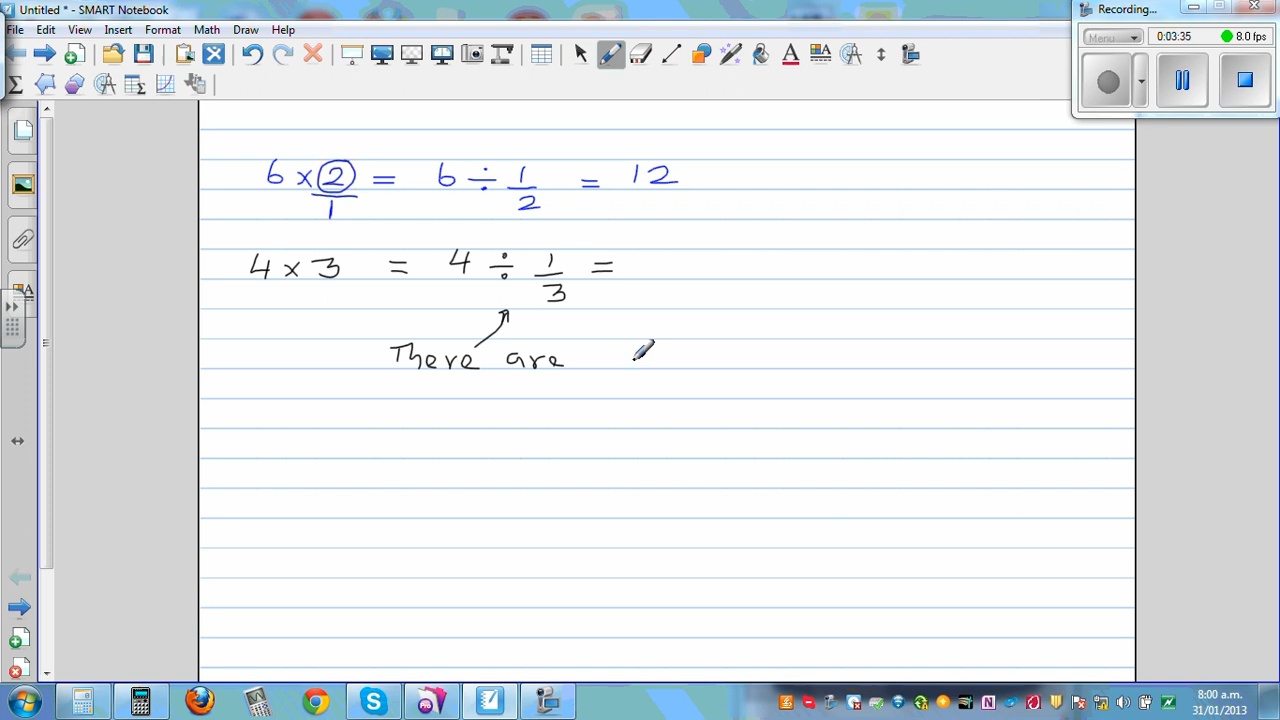 Untitled * - SMART Notebook
Recording...
File Edit View Insert Format Math Draw Help
Menu 0:03:35 8.0 fps
6 × 2/1 = 6 ÷ 1/2 = 12
4 × 3 = 4 ÷ 1/3 =
There are
8:00 a.m.
31/01/2013